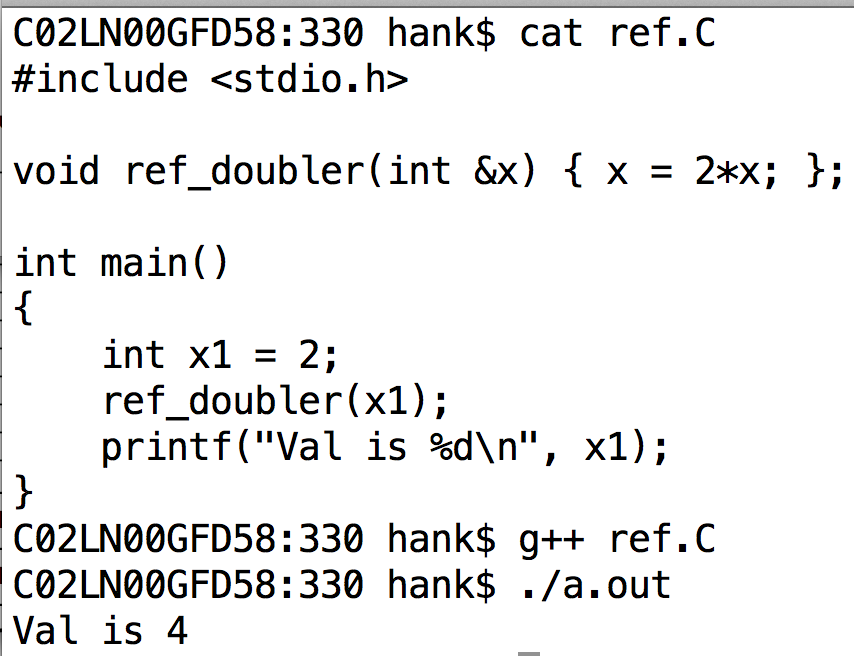 C02LN00GFD58:330 hank$ cat ref.C
#include <stdio.h>
void ref_doubler(int &x) { x = 2*x; };
int main()
{
    int x1 = 2;
    ref_doubler(x1);
    printf("Val is %d\n", x1);
}
C02LN00GFD58:330 hank$ g++ ref.C
C02LN00GFD58:330 hank$ ./a.out
Val is 4